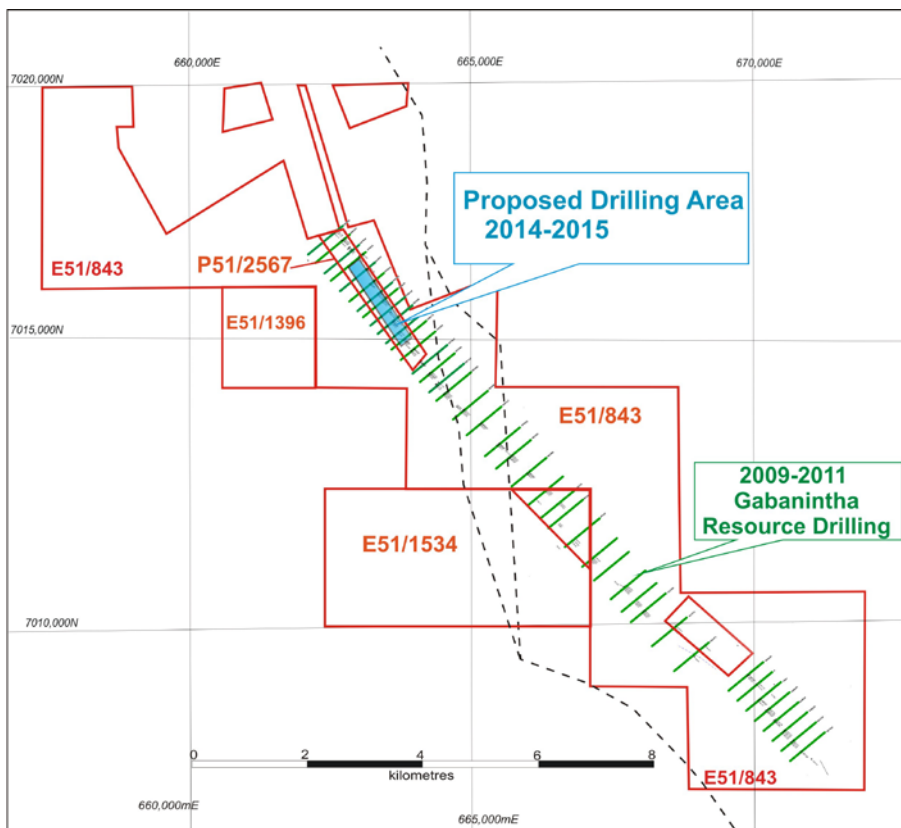 660,000E
665,000E
670,000E
7020,000N
Proposed Drilling Area
2014-2015
P51/2567
E51/843
E51/1396
7015,000N
E51/843
2009-2011
Gabanintha
Resource Drilling
E51/1534
7010,000N
0
2
4
6
8
kilometres
E51/843
660,000mE
665,000mE